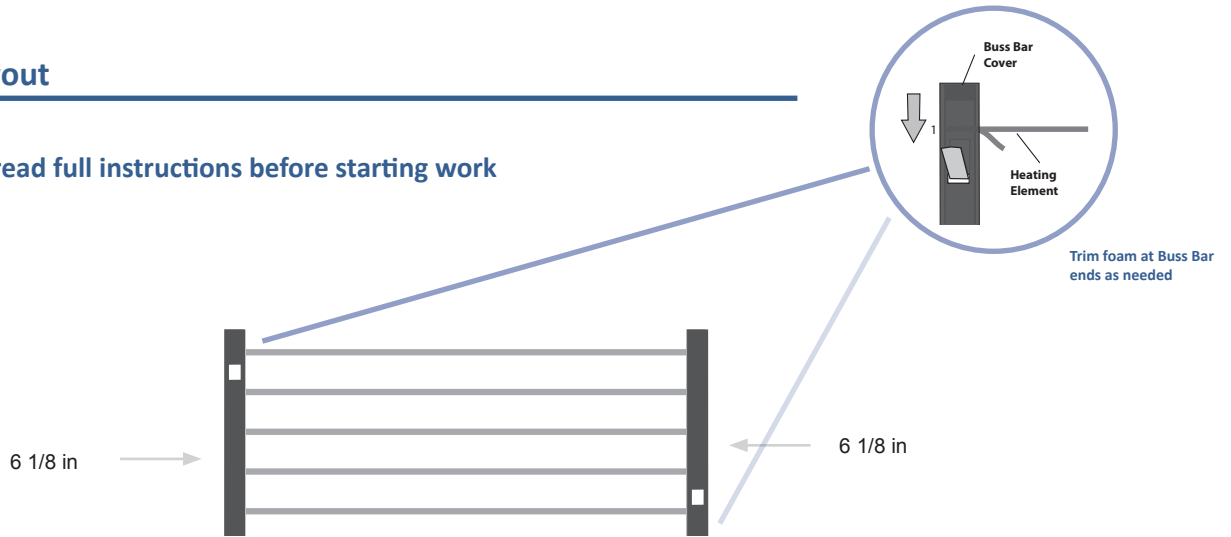 out
read full instructions before starting work
Buss Bar
Cover
1
Heating
Element
Trim foam at Buss Bar
ends as needed
6 1/8 in
6 1/8 in